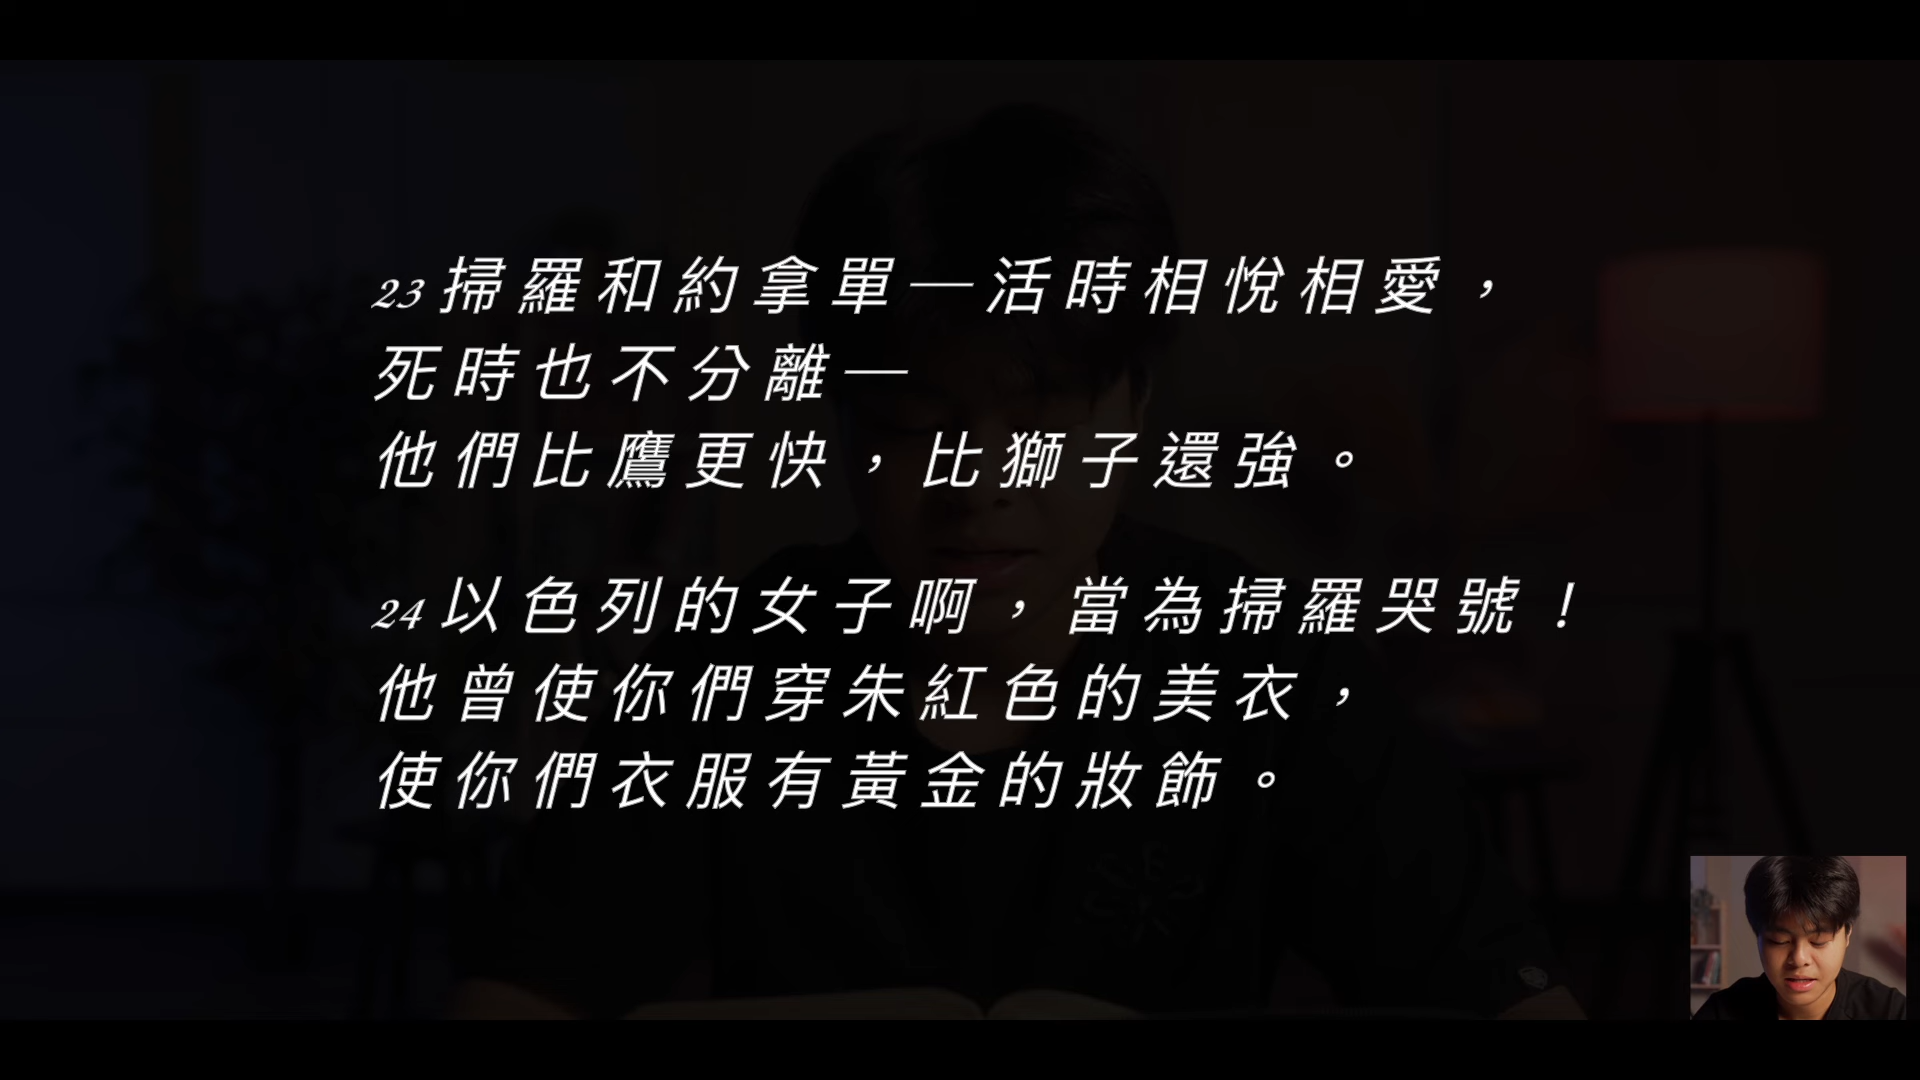 23 掃羅和約拿單—活時相悅相愛，
死時也不分離—
他們比鷹更快，比獅子還強。
24 以色列的女子啊，當為掃羅哭號！
他曾使你們穿朱紅色的美衣，
使你們衣服有黃金的妝飾。